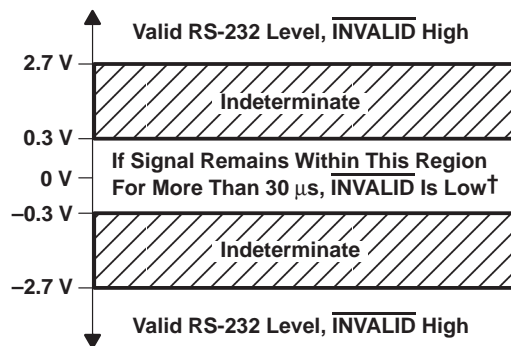 Valid RS-232 Level, INVALID High
2.7 V
Indeterminate
0.3 V
If Signal Remains Within This Region
0 V
For More Than 30 μs, INVALID Is Low†
–0.3 V
Indeterminate
–2.7 V
Valid RS-232 Level, INVALID High